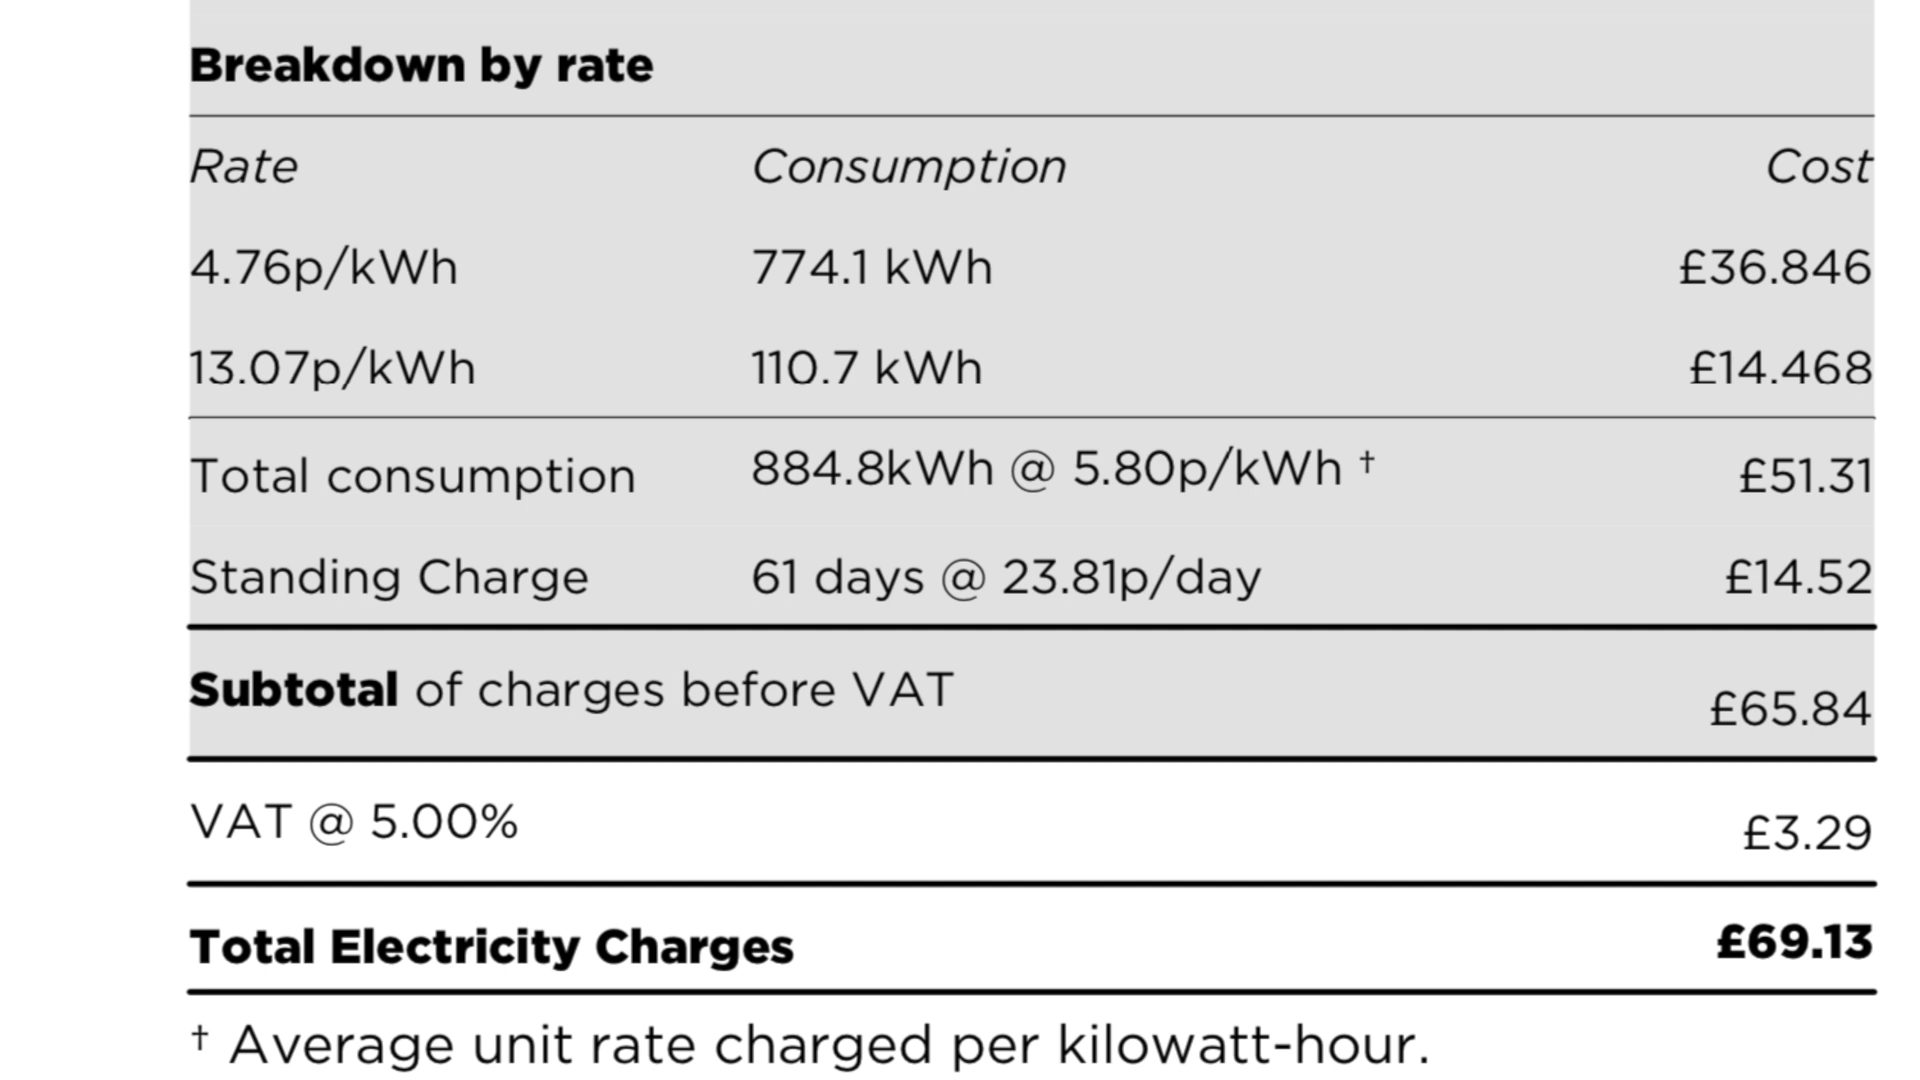 Breakdown by rate
Rate Consumption Cost
4.76p/kWh 774.1 kWh £36.846
13.07p/kWh 110.7 kWh £14.468
Total consumption 884.8kWh @ 5.80p/kWh † £51.31
Standing Charge 61 days @ 23.81p/day £14.52
Subtotal of charges before VAT £65.84
VAT @ 5.00% £3.29
Total Electricity Charges £69.13
† Average unit rate charged per kilowatt-hour.